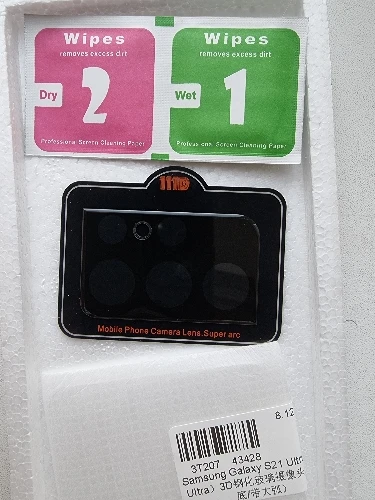 Wipes
removes excess dirt
Dry
2
Professional Screen Cleaning Paper
Wipes
removes excess dirt
Wet
1
Professional Screen Cleaning Paper
Mobile Phone Camera Lens.Super arc
8.12
3T207 43428
Samsung Galaxy S21 Ultr
Ultra）3D钢化玻璃摄像头